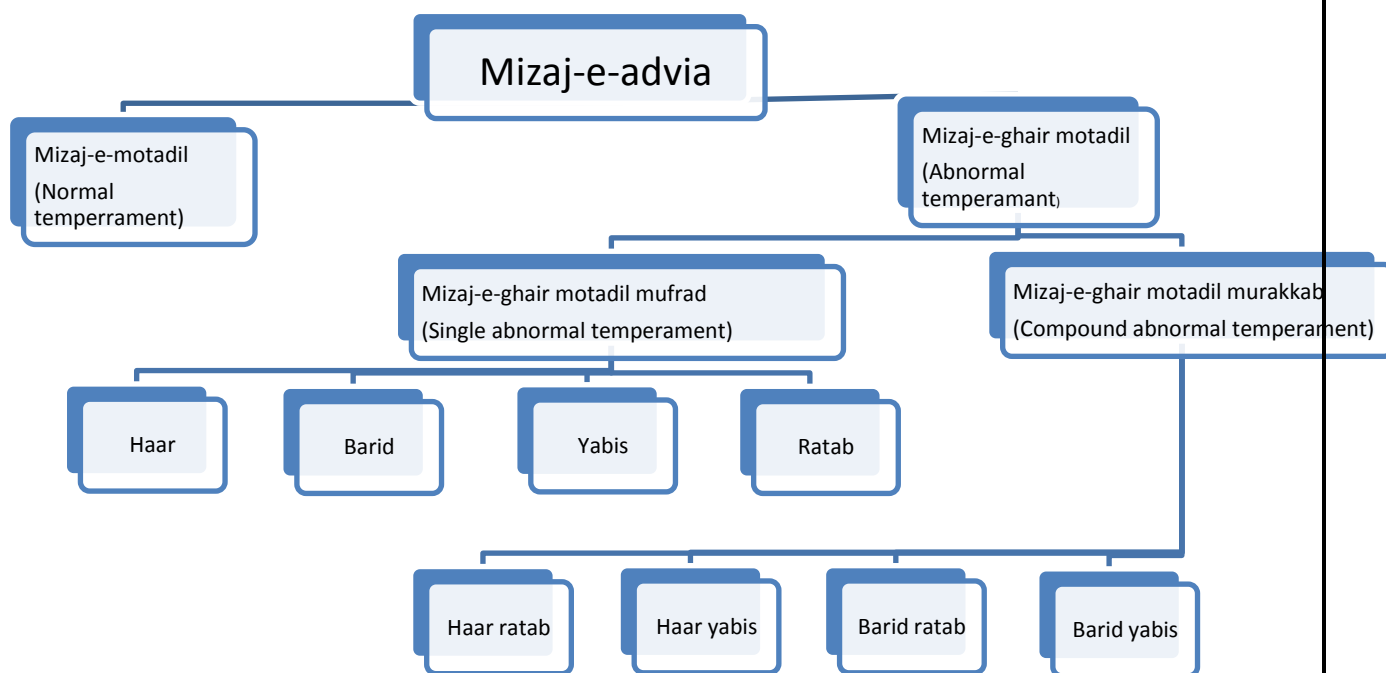 Mizaj-e-advia
Mizaj-e-motadil
(Normal
temperrament)
Mizaj-e-ghair motadil
(Abnormal
temperamant)
Mizaj-e-ghair motadil mufrad
(Single abnormal temperament)
Mizaj-e-ghair motadil murakkab
(Compound abnormal temperament)
Haar
Barid
Yabis
Ratab
Haar ratab
Haar yabis
Barid ratab
Barid yabis